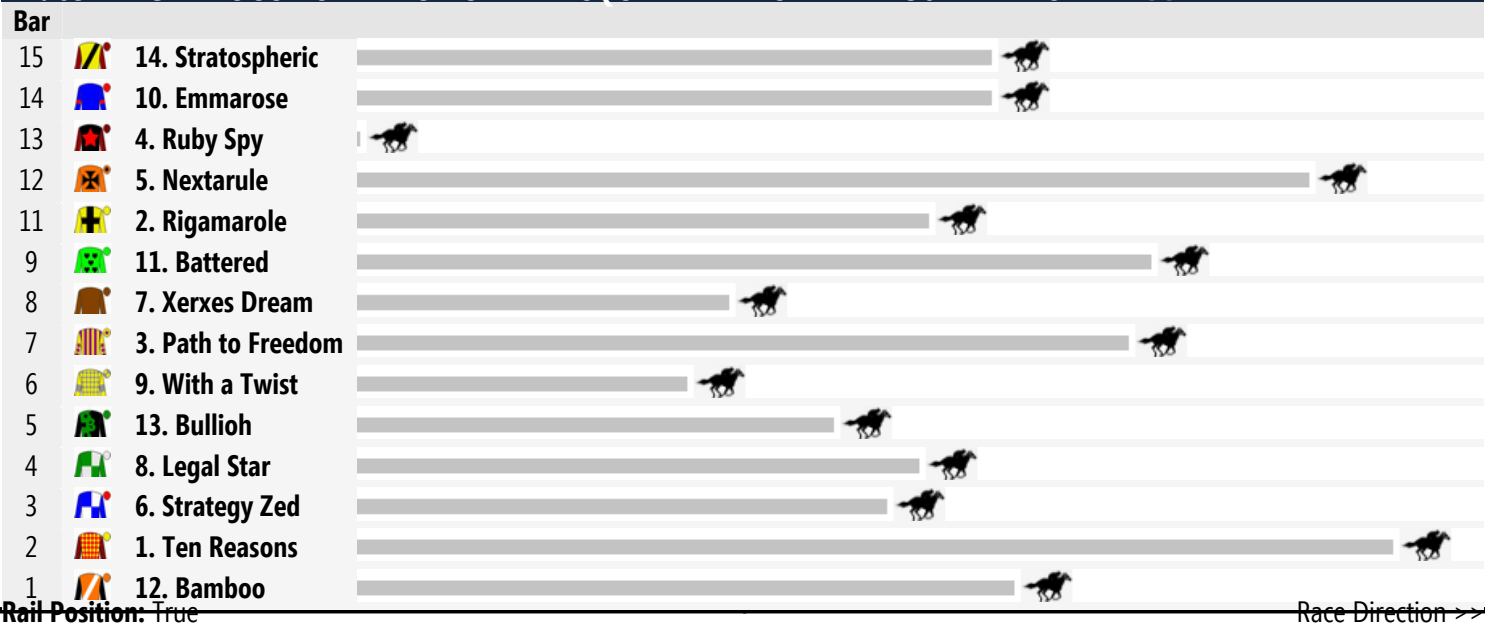 Bar
15 14. Stratospheric
14 10. Emmarose
13 4. Ruby Spy
12 5. Nextarule
11 2. Rigamarole
9 11. Battered
8 7. Xerxes Dream
7 3. Path to Freedom
6 9. With a Twist
5 13. Bullioh
4 8. Legal Star
3 6. Strategy Zed
2 1. Ten Reasons
1 12. Bamboo
Rail Position: True Race Direction >>